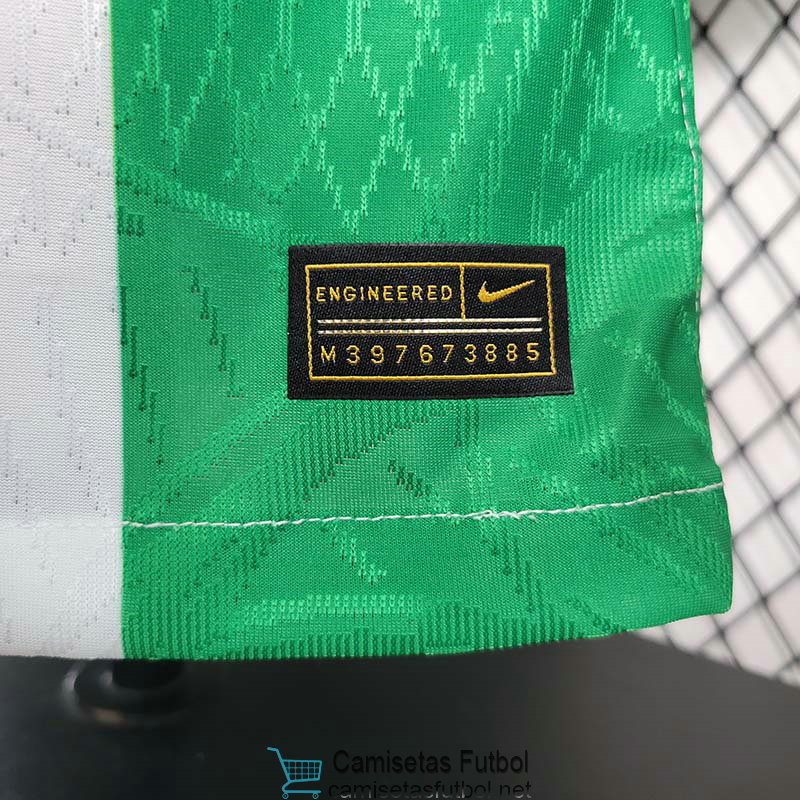 ENGINEERED
M397673885
Camisetas Futbol
camisetasfutbol.net